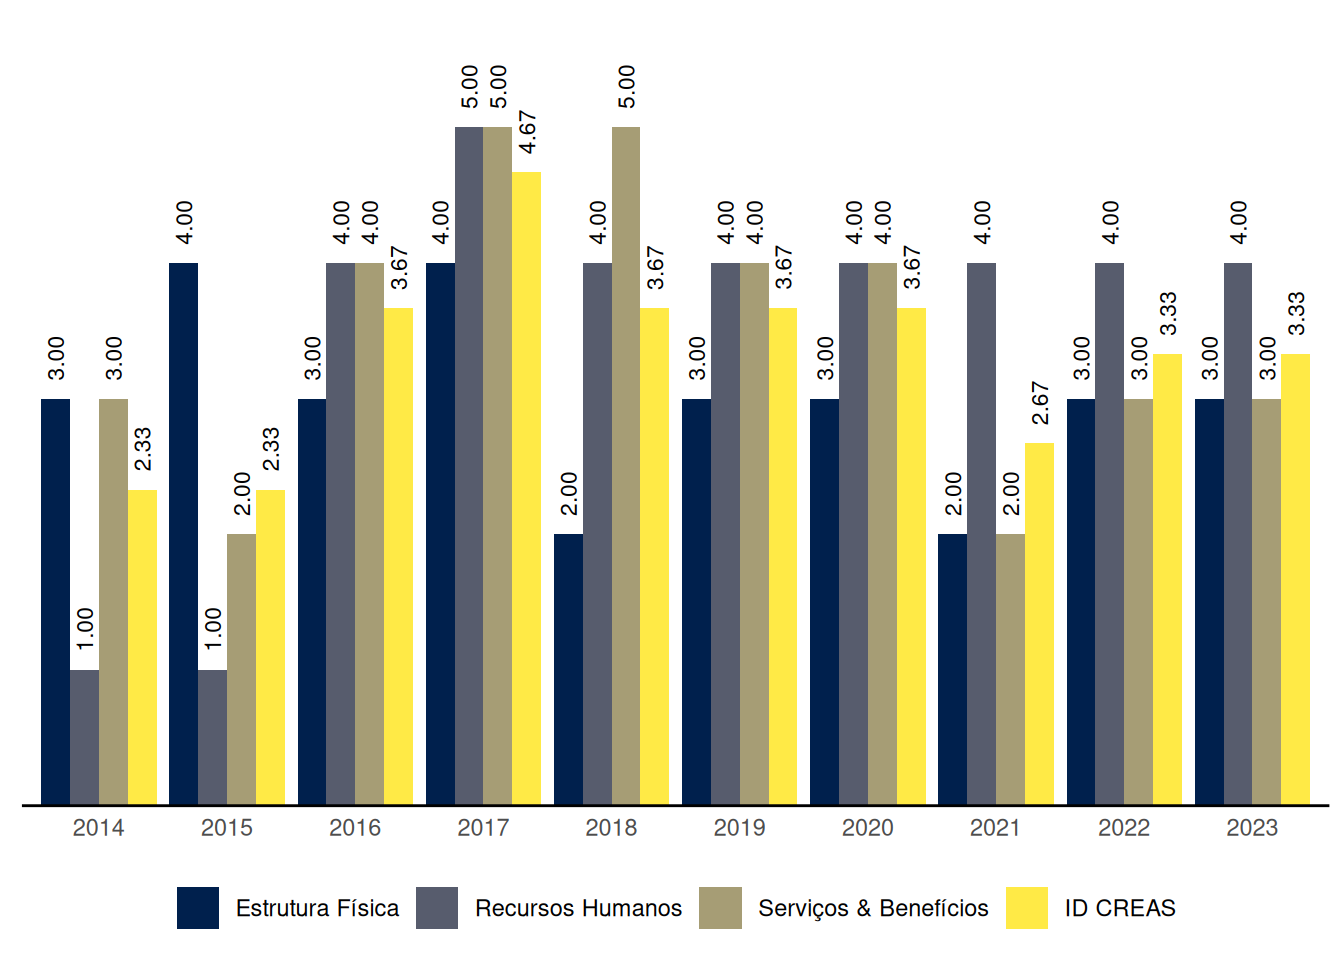 5.00 5.00 5.00
4.67
4.00 4.00 4.00 4.00 4.00 4.00 4.00 4.00 4.00 4.00 4.00 4.00
3.67 3.67 3.67 3.67
3.33 3.33
3.00 3.00 3.00 3.00 3.00 3.00 3.00 3.00 3.00
2.67
2.33 2.33
2.00 2.00 2.00 2.00
1.00 1.00
2014 2015 2016 2017 2018 2019 2020 2021 2022 2023
Estrutura Física Recursos Humanos Serviços & Benefícios ID CREAS